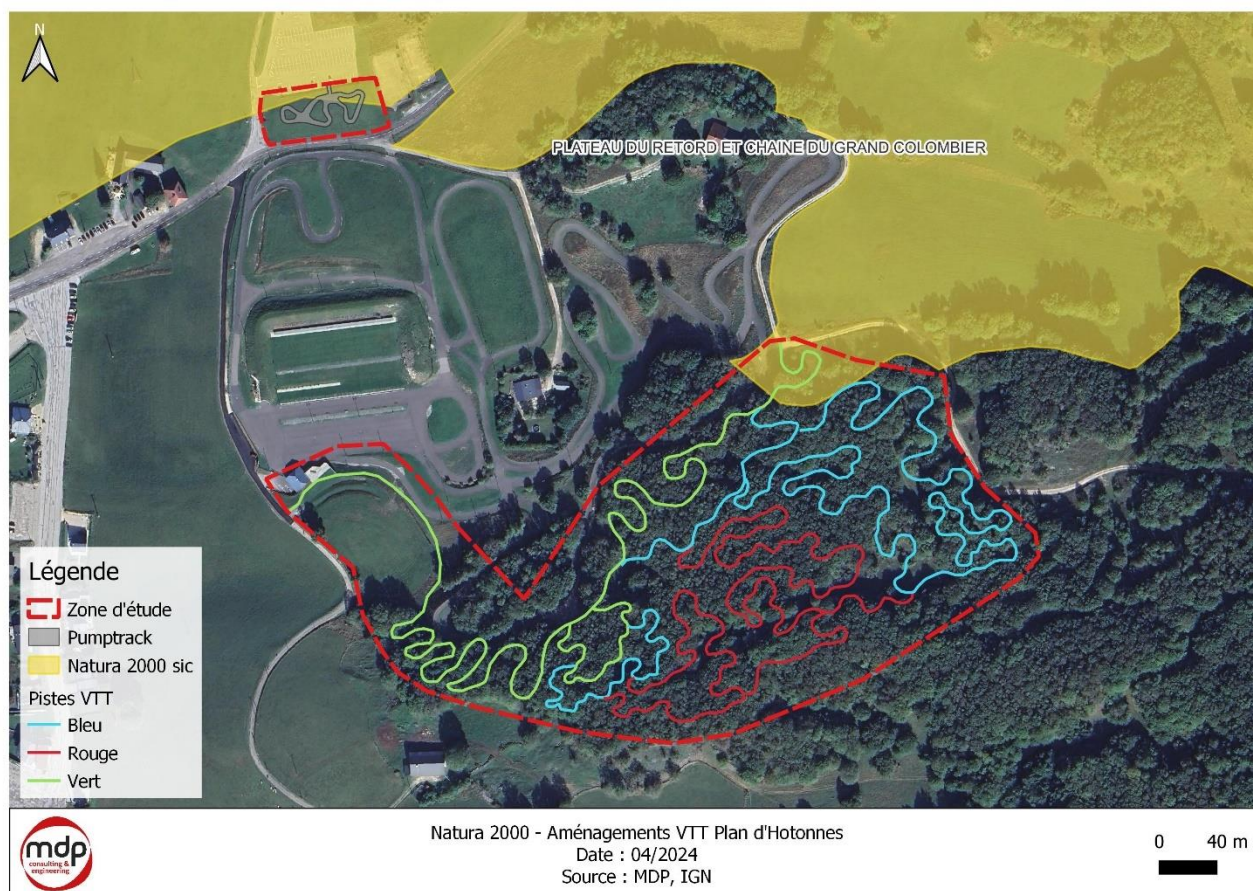 N
PLATEAU DU RETORD ET CHAINE DU GRAND COLOMBIER
Légende
Zone d'étude
Pumptrack
Natura 2000 sic
Pistes VTT
Bleu
Rouge
Vert
mdp
consulting &
engineering
Natura 2000 - Aménagements VTT Plan d'Hotonnes
Date : 04/2024
Source : MDP, IGN
0 40 m